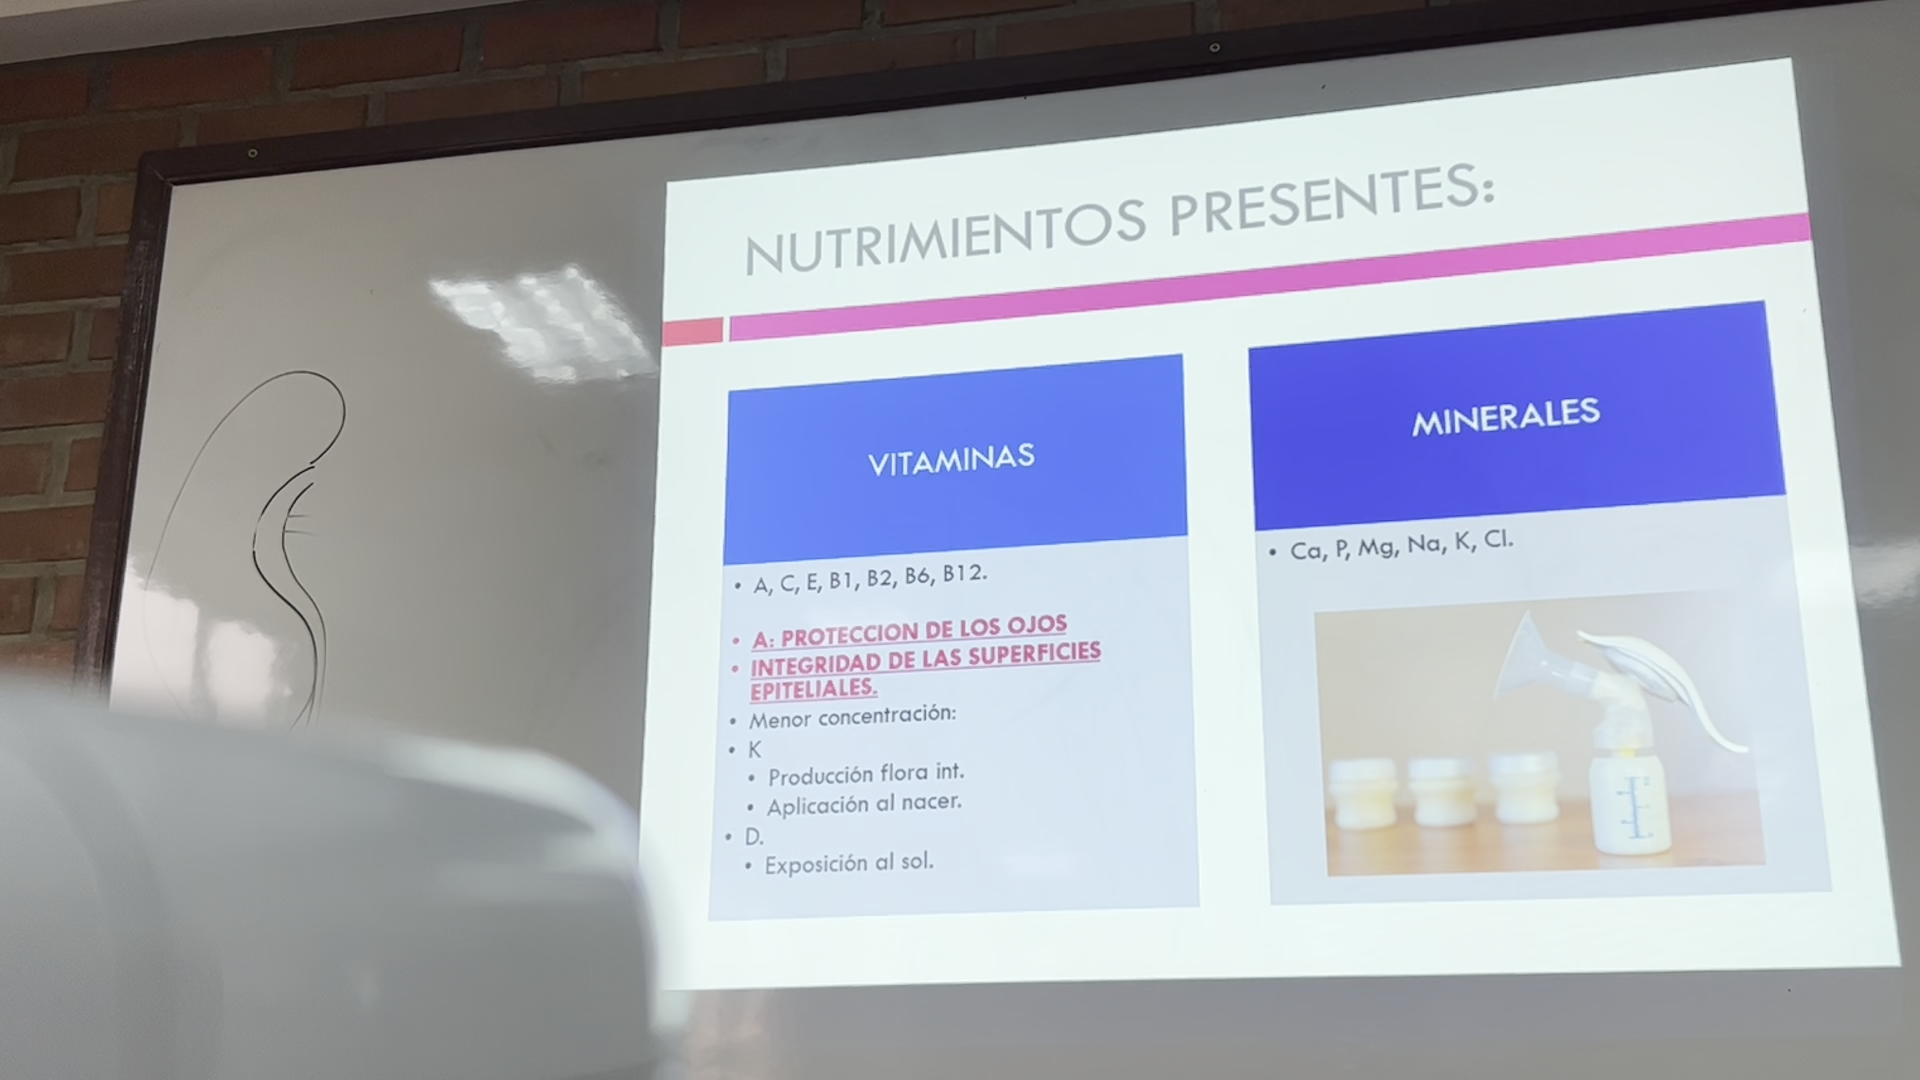 NUTRIMIENTOS PRESENTES:
VITAMINAS
• A, C, E, B1, B2, B6, B12.
• A: PROTECCION DE LOS OJOS
• INTEGRIDAD DE LAS SUPERFICIES
EPITELIALES.
• Menor concentración:
• K
• Producción flora int.
• Aplicación al nacer.
• D.
• Exposición al sol.
MINERALES
• Ca, P, Mg, Na, K, Cl.